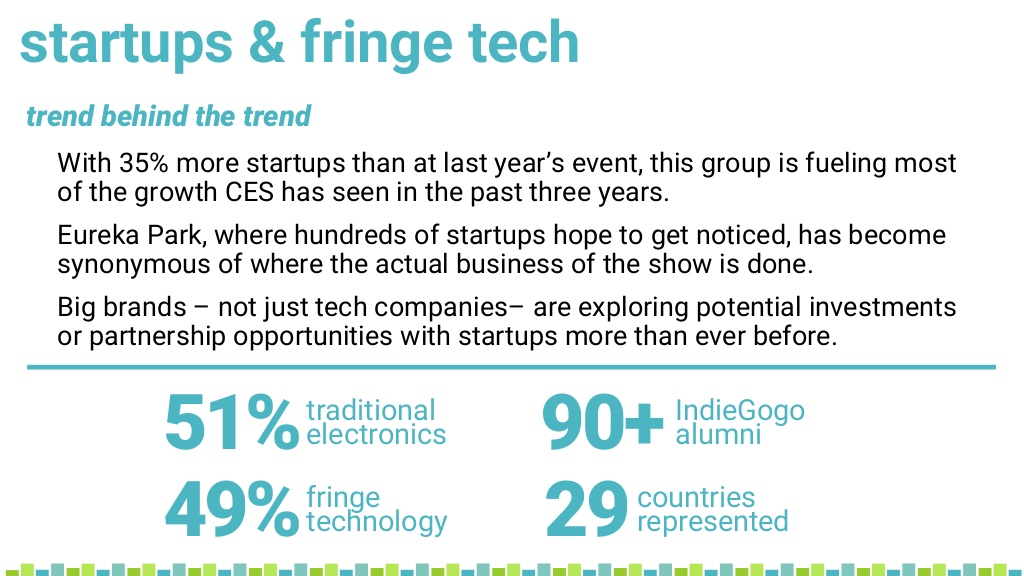 startups & fringe tech
trend behind the trend
With 35% more startups than at last year’s event, this group is fueling most
of the growth CES has seen in the past three years.
Eureka Park, where hundreds of startups hope to get noticed, has become
synonymous of where the actual business of the show is done.
Big brands – not just tech companies– are exploring potential investments
or partnership opportunities with startups more than ever before.
51% traditional
electronics
90+ IndieGogo
alumni
49% fringe
technology
29 countries
represented